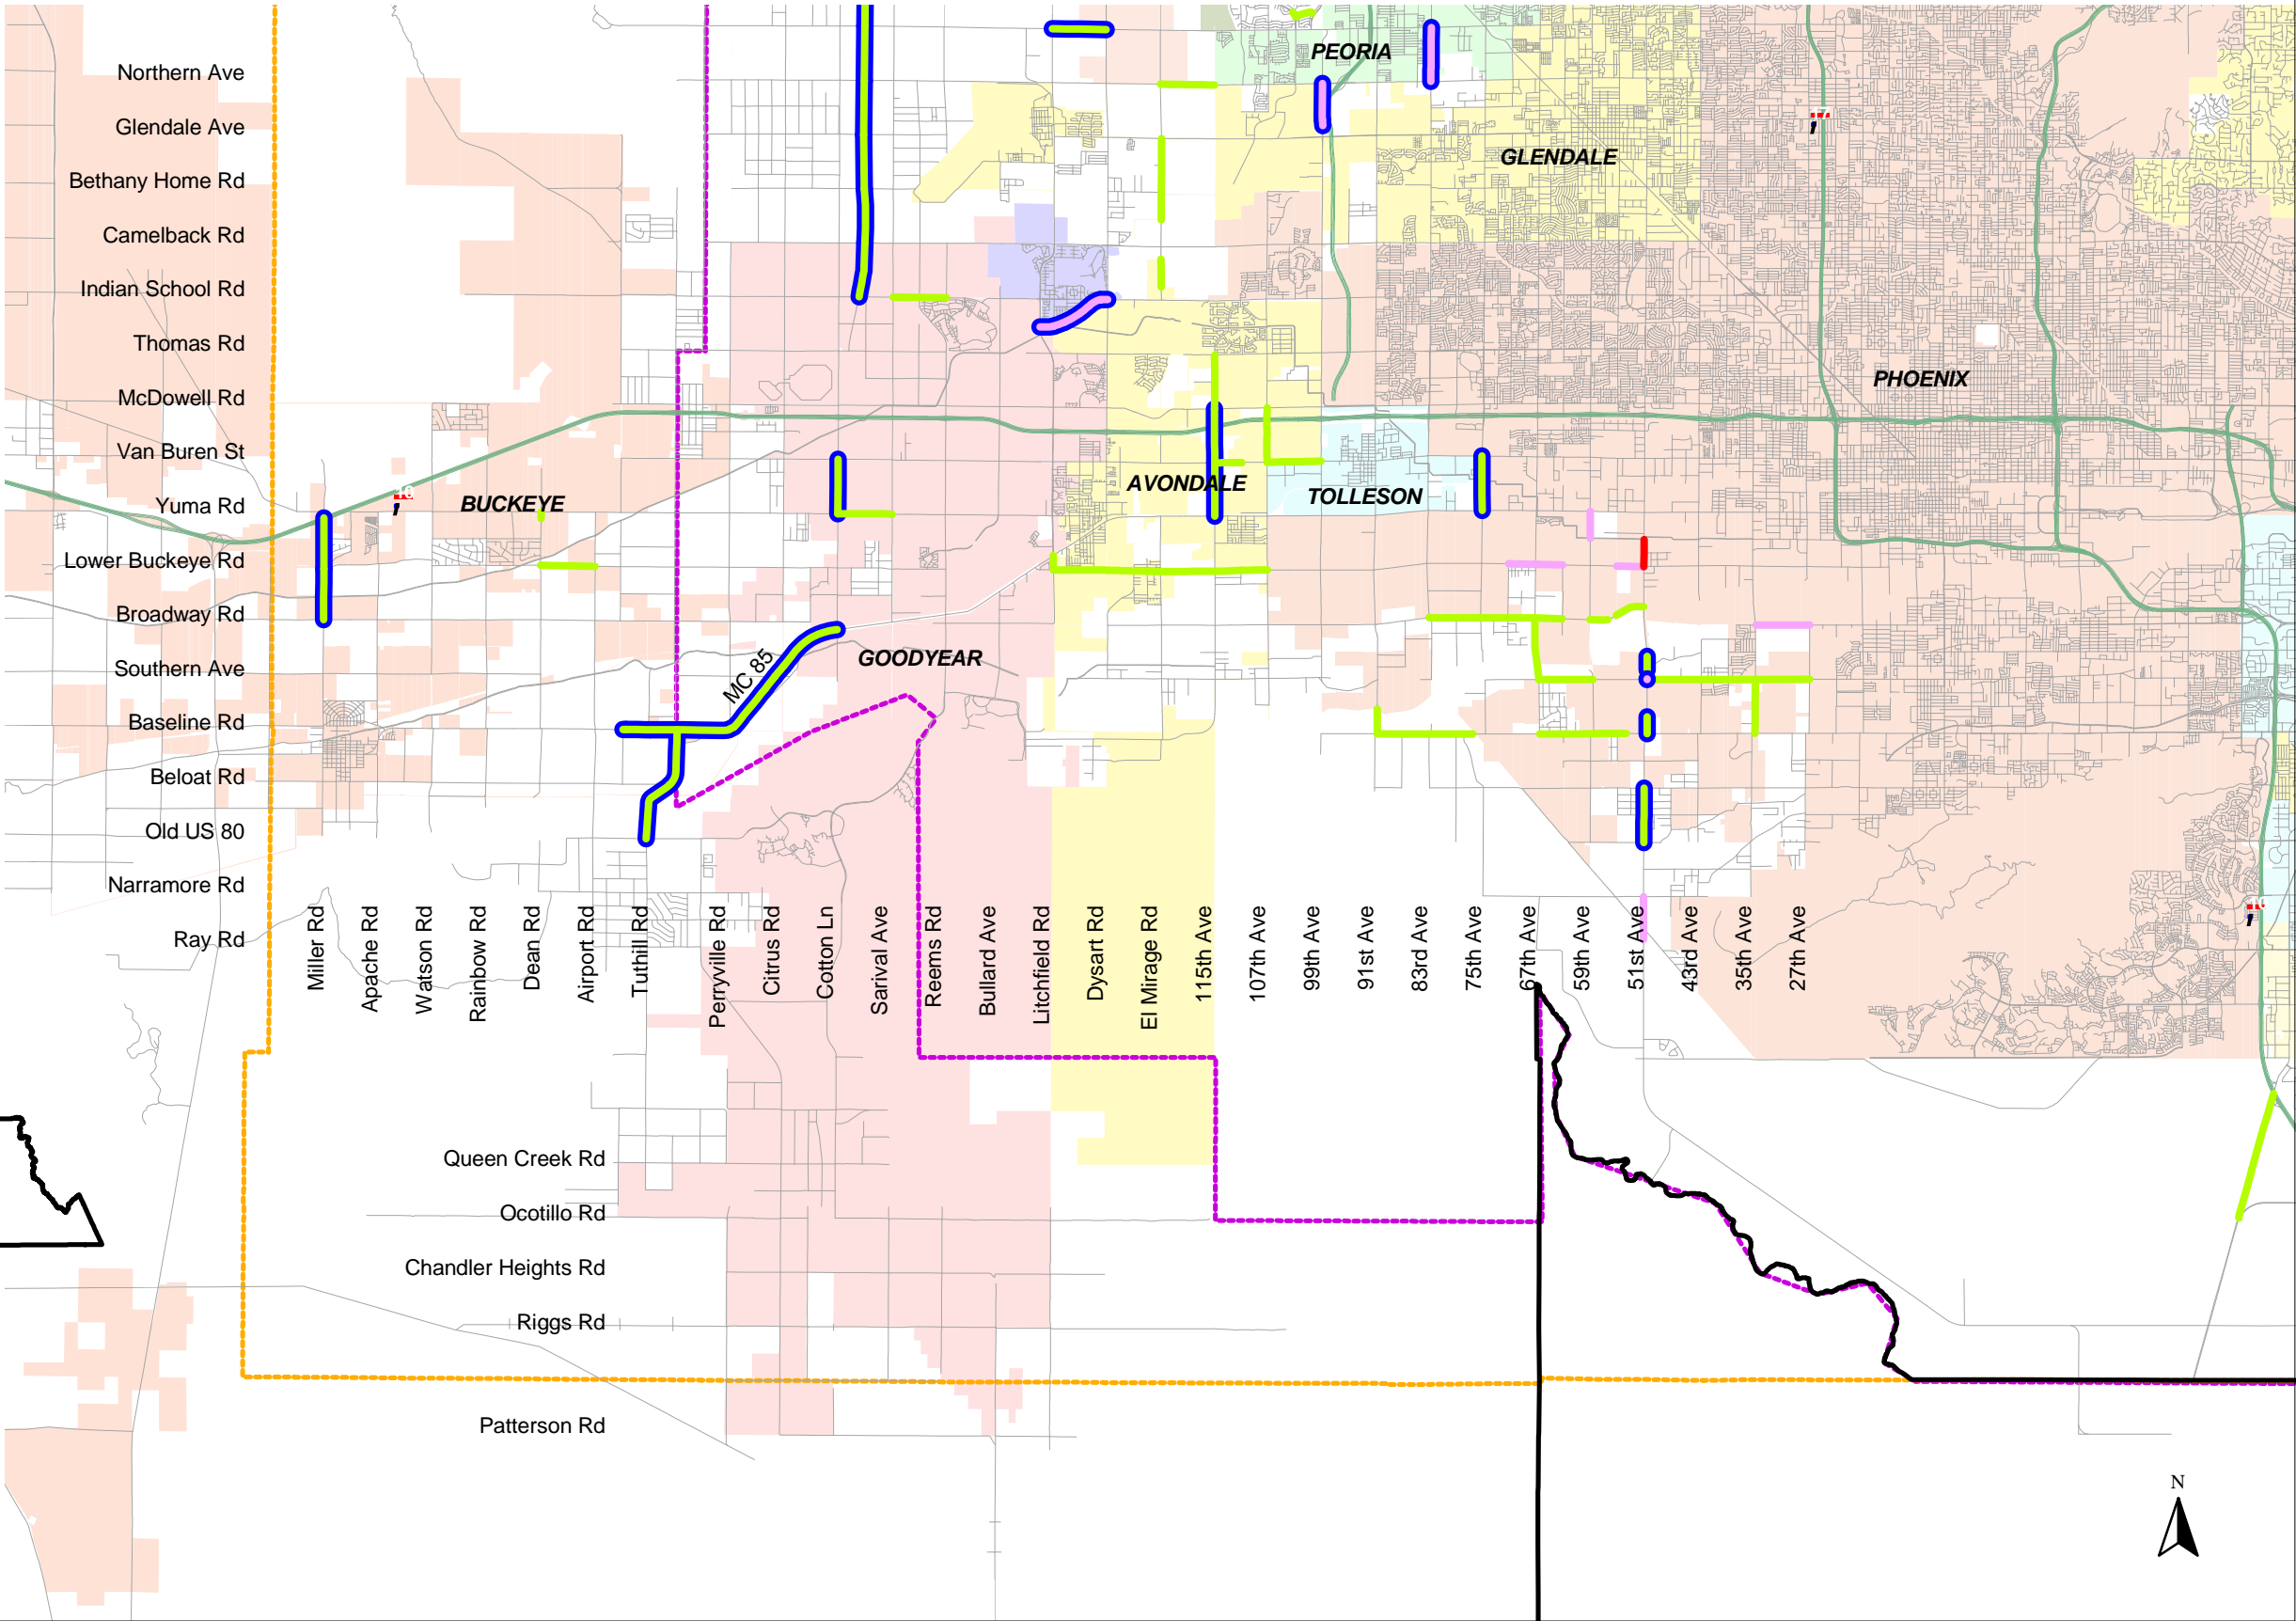 PEORIA
Northern Ave
Glendale Ave
17
GLENDALE
Bethany Home Rd
Camelback Rd
Indian School Rd
Thomas Rd
PHOENIX
McDowell Rd
Van Buren St
AVONDALE
TOLLESON
10
BUCKEYE
Yuma Rd
Lower Buckeye Rd
Broadway Rd
GOODYEAR
MC 85
Southern Ave
Baseline Rd
Beloat Rd
Old US 80
Narramore Rd
Ray Rd
Miller Rd
Apache Rd
Watson Rd
Rainbow Rd
Dean Rd
Airport Rd
Tuthill Rd
Perryville Rd
Citrus Rd
Cotton Ln
Sarival Ave
Reems Rd
Bullard Ave
Litchfield Rd
Dysart Rd
El Mirage Rd
115th Ave
107th Ave
99th Ave
91st Ave
83rd Ave
75th Ave
67th Ave
59th Ave
51st Ave
43rd Ave
35th Ave
27th Ave
Queen Creek Rd
Ocotillo Rd
Chandler Heights Rd
Riggs Rd
Patterson Rd
N